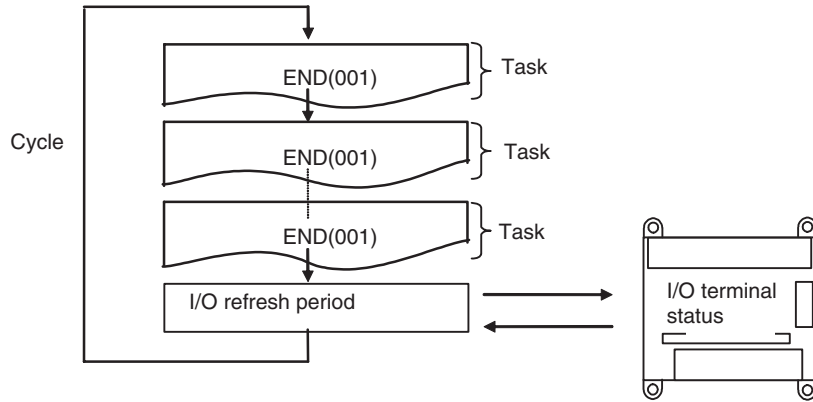 END(001)
Task
Cycle
END(001)
Task
END(001)
Task
I/O refresh period
I/O terminal
status